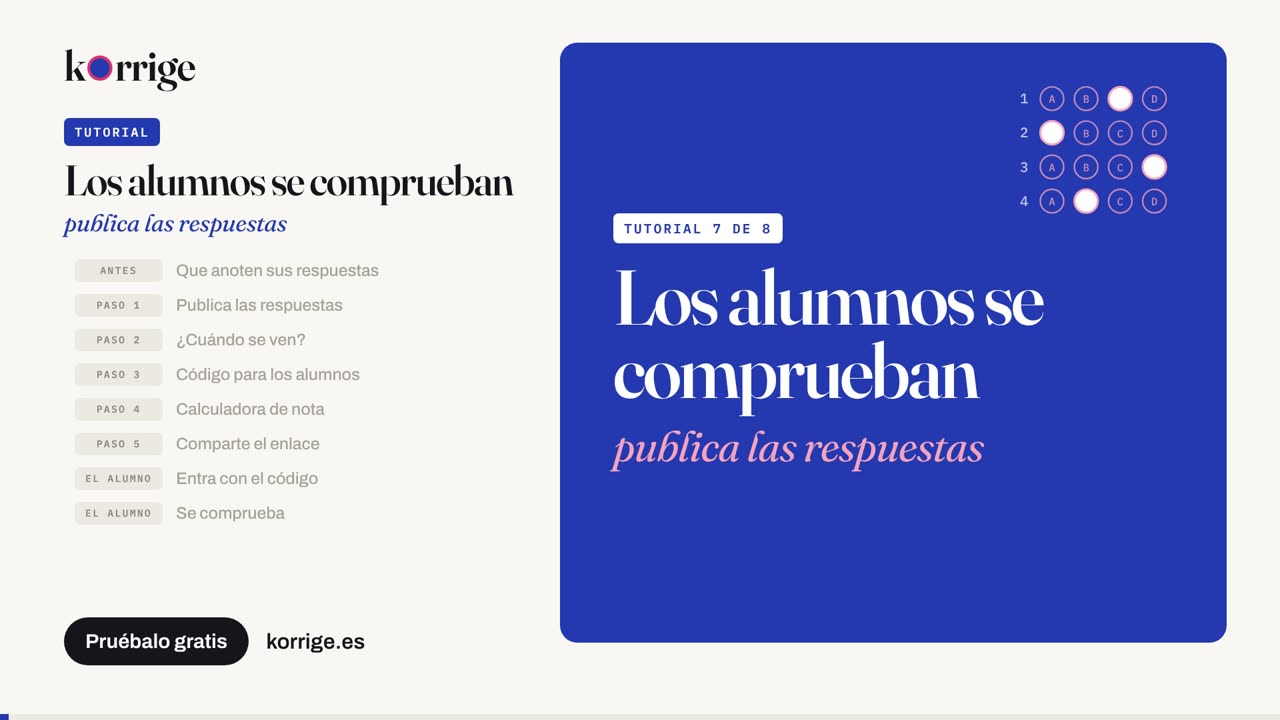 korrige
TUTORIAL
Los alumnos se comprueban
publica las respuestas
ANTES Que anoten sus respuestas
PASO 1 Publica las respuestas
PASO 2 ¿Cuándo se ven?
PASO 3 Código para los alumnos
PASO 4 Calculadora de nota
PASO 5 Comparte el enlace
EL ALUMNO Entra con el código
EL ALUMNO Se comprueba
Pruébalo gratis korrige.es
1 A B D
2 B C D
3 A B C
4 A C D
TUTORIAL 7 DE 8
Los alumnos se
comprueban
publica las respuestas